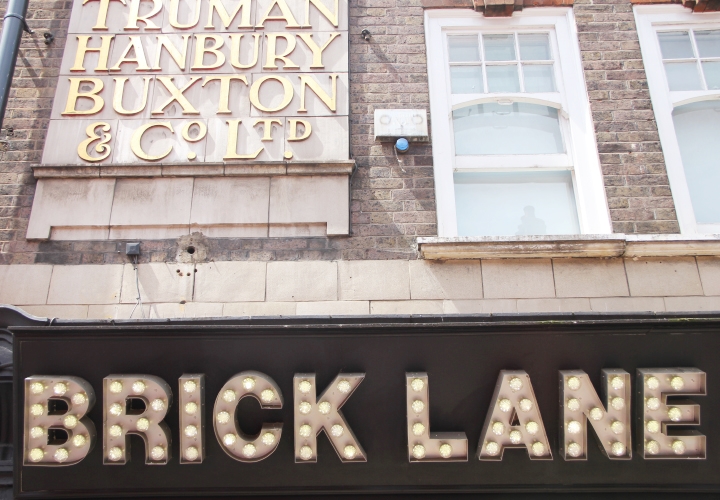 TRUMAN
HANBURY
BUXTON
& Co LTD.
BRICK LANE